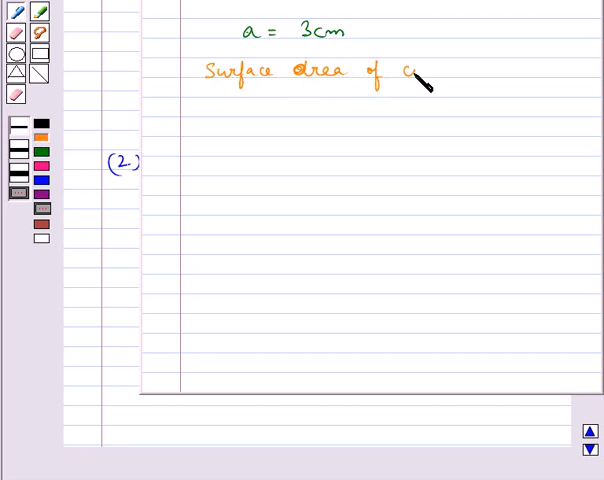 a = 3cm
Surface area of c
(2)